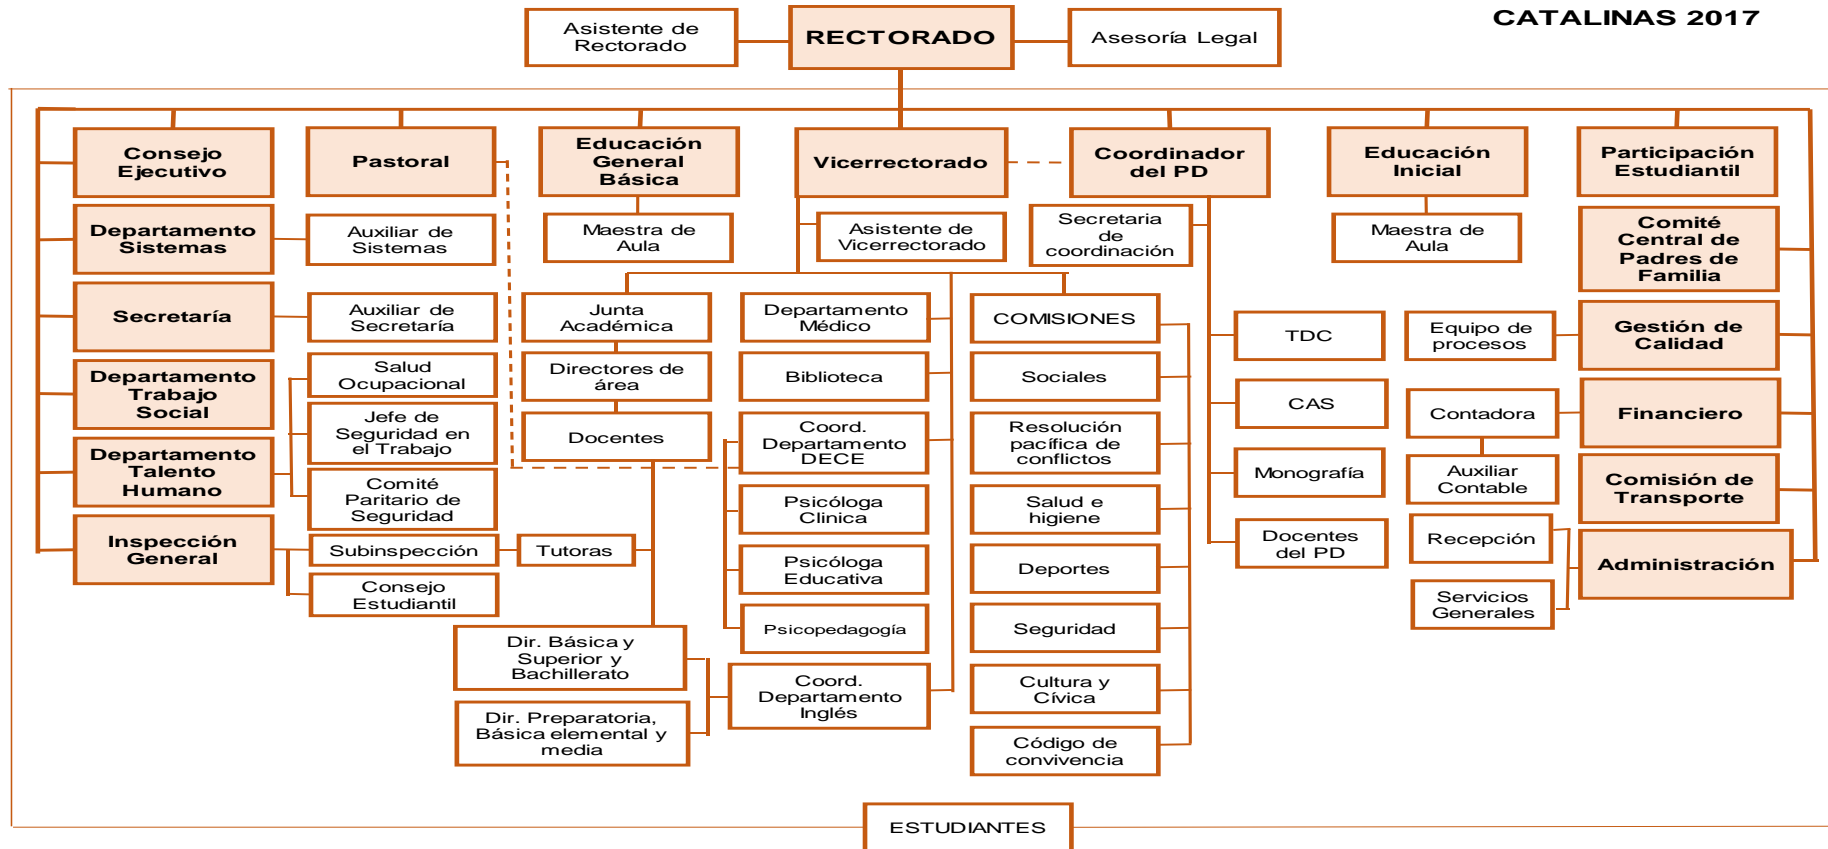 CATALINAS 2017
Asistente de
Rectorado
RECTORADO
Asesoría Legal
Consejo
Ejecutivo
Pastoral
Educación
General
Básica
Vicerrectorado
Coordinador
del PD
Educación
Inicial
Participación
Estudiantil
Departamento
Sistemas
Auxiliar de
Sistemas
Maestra de
Aula
Asistente de
Vicerrectorado
Secretaria
de
coordinación
Maestra de
Aula
Comité
Central de
Padres de
Familia
Secretaría
Auxiliar de
Secretaría
Junta
Académica
Departamento
Médico
COMISIONES
TDC
Equipo de
procesos
Gestión de
Calidad
Departamento
Trabajo
Social
Salud
Ocupacional
Directores de
área
Biblioteca
Sociales
CAS
Contadora
Financiero
Jefe de
Seguridad en
el Trabajo
Docentes
Coord.
Departamento
DECE
Resolución
pacífica de
conflictos
Departamento
Talento
Humano
Monografía
Auxiliar
Contable
Comisión de
Transporte
Comité
Paritario de
Seguridad
Psicóloga
Clinica
Salud e
higiene
Inspección
General
Subinspección
Tutoras
Docentes
del PD
Recepción
Administración
Consejo
Estudiantil
Psicóloga
Educativa
Deportes
Servicios
Generales
Psicopedagogía
Seguridad
Dir. Básica y
Superior y
Bachillerato
Coord.
Departamento
Inglés
Cultura y
Cívica
Dir. Preparatoria,
Básica elemental y
media
Código de
convivencia
ESTUDIANTES